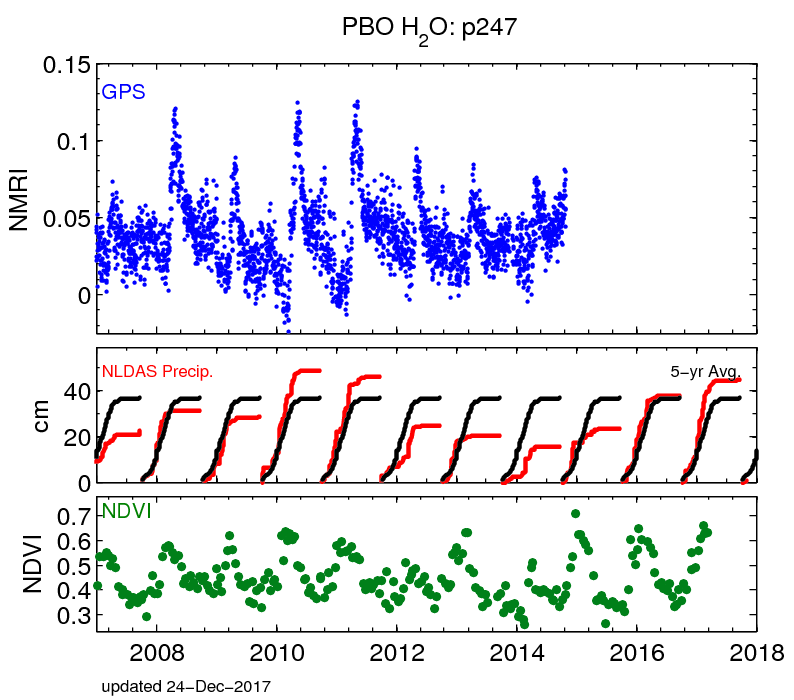 PBO H2O: p247
0.15
GPS
0.1
NMRI
0.05
0
NLDAS Precip.
5−yr Avg.
40
cm
20
0
NDVI
0.7
0.6
NDVI
0.5
0.4
0.3
2008 2010 2012 2014 2016 2018
updated 24−Dec−2017